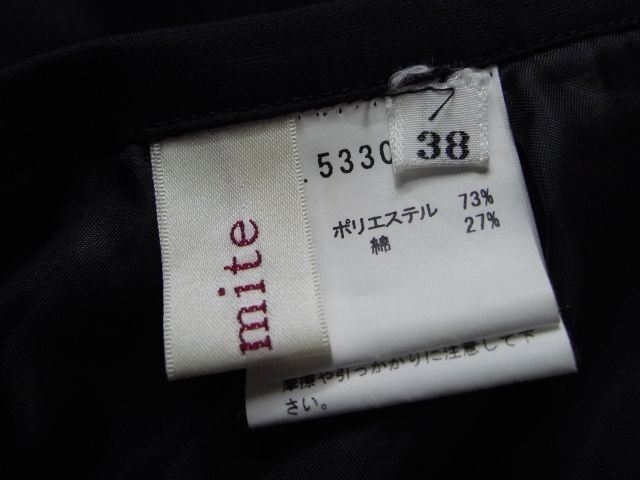 mite
.5330
38
ポリエステル 73%
綿 27%
摩擦や引っかかりに注意して下
さい。